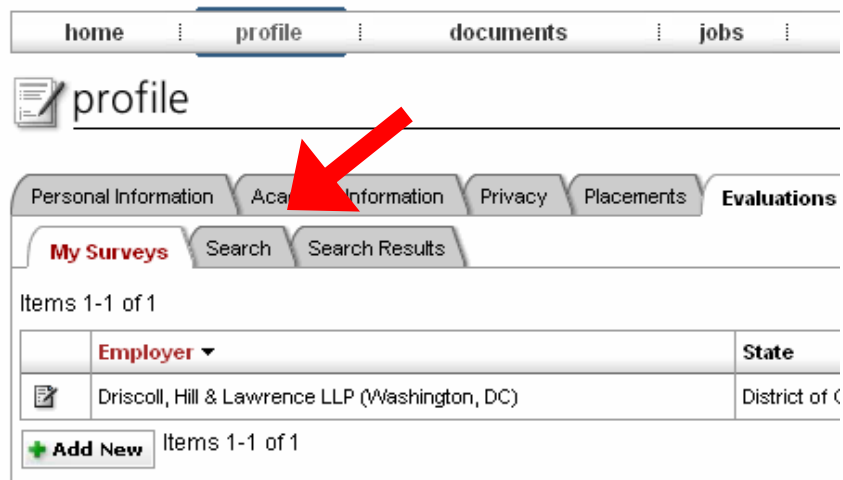 home profile documents jobs
profile
Personal Information Information Privacy Placements Evaluations
My Surveys Search Search Results
Items 1-1 of 1
Employer State
Driscoll, Hill & Lawrence LLP (Washington, DC) District of
Add New Items 1-1 of 1